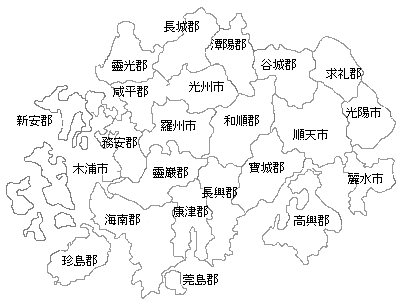 長城郡
潭陽郡
靈光郡
谷城郡
求礼郡
咸平郡
光州市
新安郡
羅州市
和順郡
光陽市
務安郡
順天市
木浦市
靈巌郡
寶城郡
麗水市
長興郡
海南郡
康津郡
高興郡
珍島郡
莞島郡